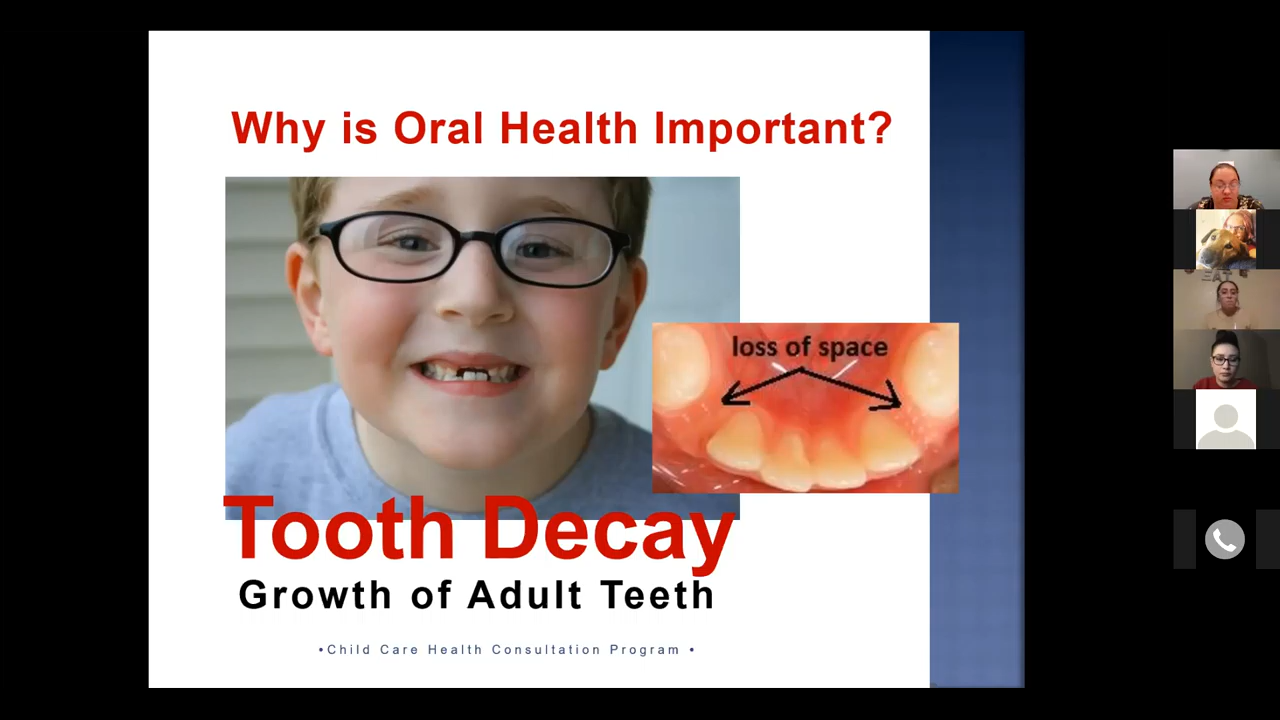 Why is Oral Health Important?
loss of space
Tooth Decay
Growth of Adult Teeth
•Child Care Health Consultation Program •